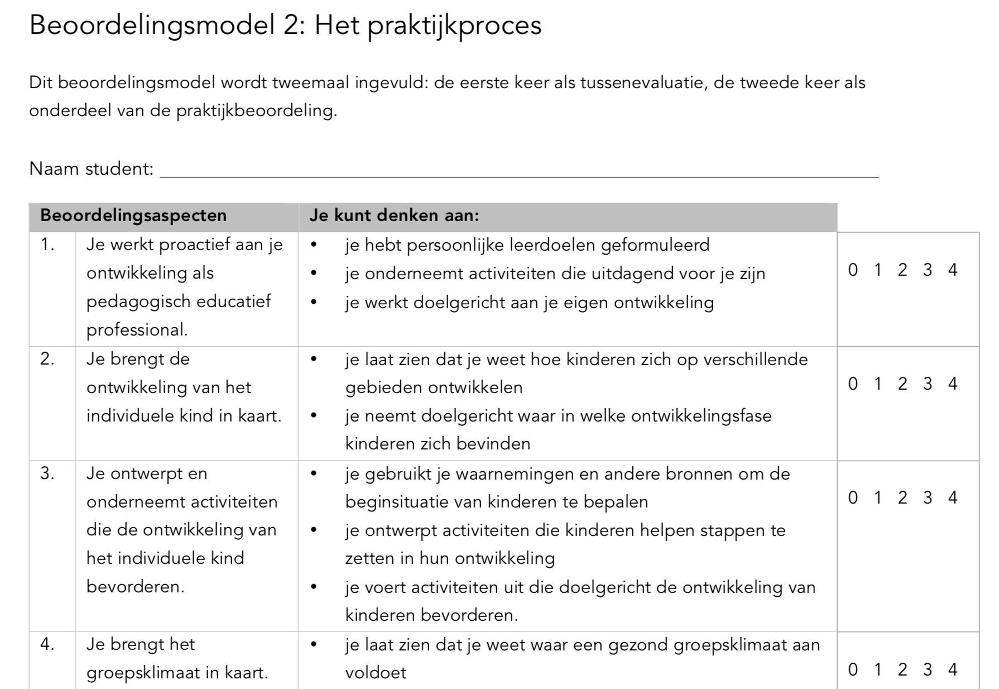 Beoordelingsmodel 2: Het praktijkproces
Dit beoordelingsmodel wordt tweemaal ingevuld: de eerste keer als tussenevaluatie, de tweede keer als
onderdeel van de praktijkbeoordeling.
Naam student:
Beoordelingsaspecten
Je kunt denken aan:
1.
Je werkt proactief aan je
ontwikkeling als
pedagogisch educatief
professional.
• je hebt persoonlijke leerdoelen geformuleerd
• je onderneemt activiteiten die uitdagend voor je zijn
• je werkt doelgericht aan je eigen ontwikkeling
0 1 2 3 4
2.
Je brengt de
ontwikkeling van het
individuele kind in kaart.
• je laat zien dat je weet hoe kinderen zich op verschillende
gebieden ontwikkelen
• je neemt doelgericht waar in welke ontwikkelingsfase
kinderen zich bevinden
0 1 2 3 4
3.
Je ontwerpt en
onderneemt activiteiten
die de ontwikkeling van
het individuele kind
bevorderen.
• je gebruikt je waarnemingen en andere bronnen om de
beginsituatie van kinderen te bepalen
• je ontwerpt activiteiten die kinderen helpen stappen te
zetten in hun ontwikkeling
• je voert activiteiten uit die doelgericht de ontwikkeling van
kinderen bevorderen.
0 1 2 3 4
4.
Je brengt het
groepsklimaat in kaart.
• je laat zien dat je weet waar een gezond groepsklimaat aan
voldoet
0 1 2 3 4